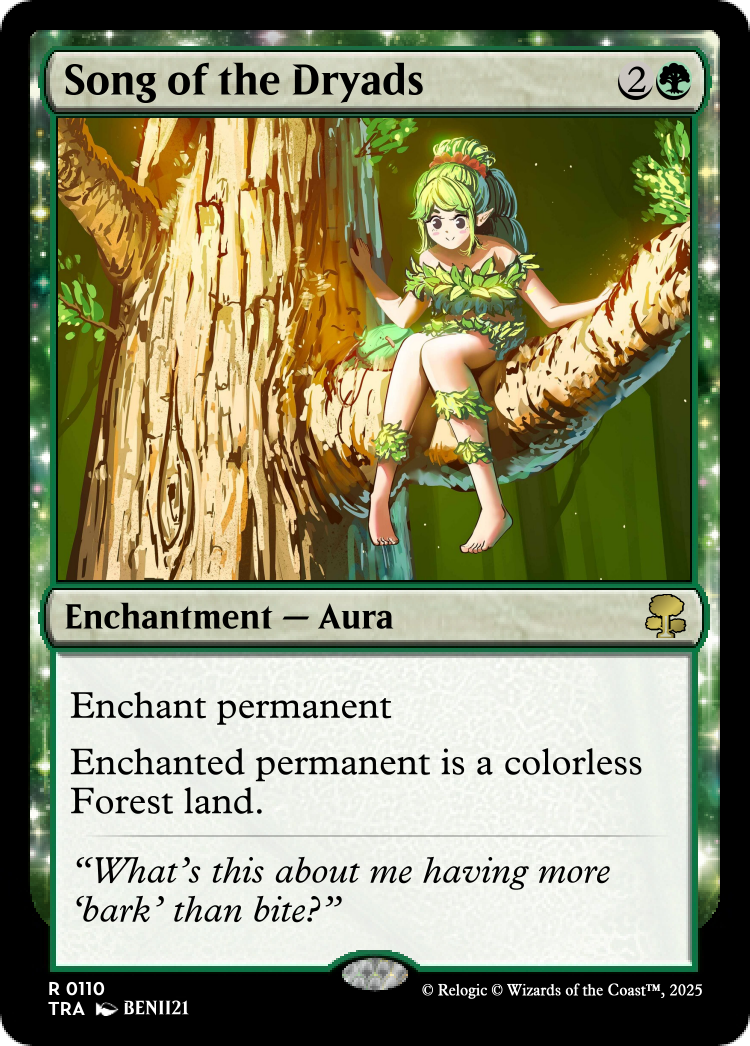 Song of the Dryads 2
Enchantment — Aura
Enchant permanent
Enchanted permanent is a colorless
Forest land.
“What’s this about me having more
‘bark’ than bite?”
R 0110
TRA BENII21
© Relogic © Wizards of the Coast™, 2025